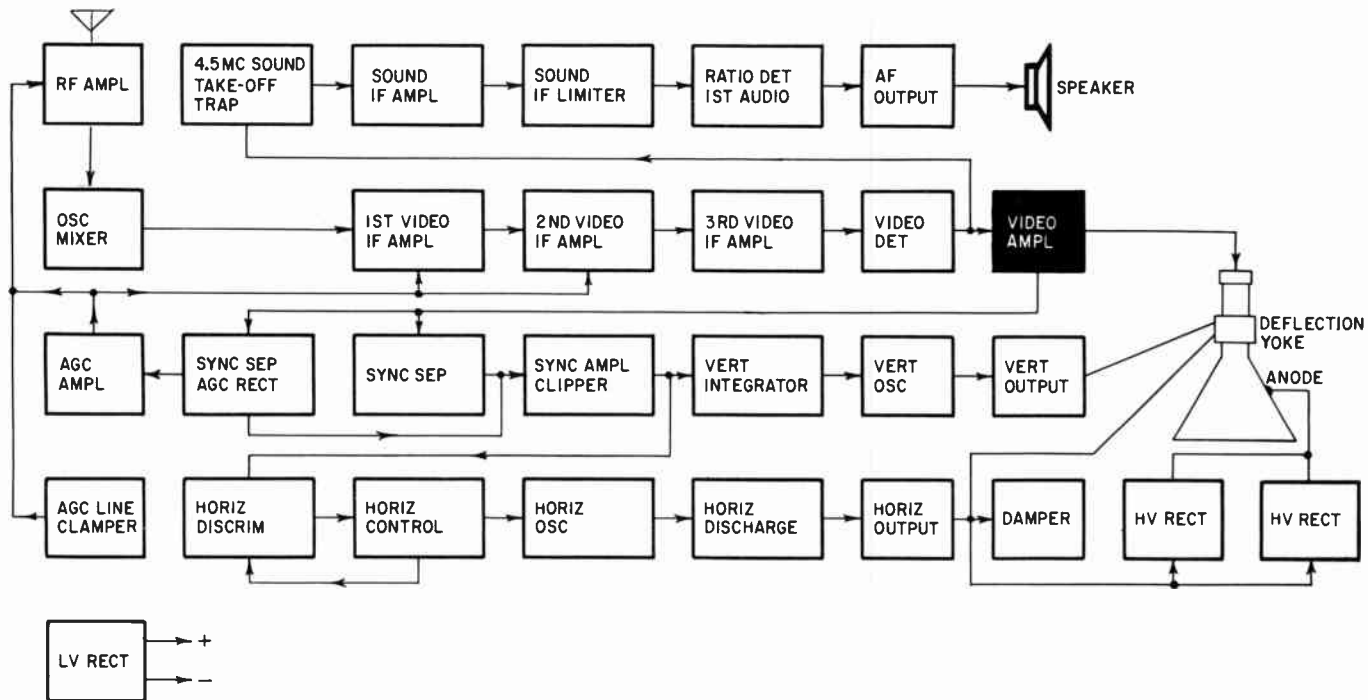 RF AMPL
4.5MC SOUND
TAKE-OFF
TRAP
SOUND
IF AMPL
SOUND
IF LIMITER
RATIO DET
IST AUDIO
AF
OUTPUT
SPEAKER
OSC
MIXER
1ST VIDEO
IF AMPL
2ND VIDEO
IF AMPL
3RD VIDEO
IF AMPL
VIDEO
DET
VIDEO
AMPL
DEFLECTION
YOKE
ANODE
AGC
AMPL
SYNC SEP
AGC RECT
SYNC SEP
SYNC AMPL
CLIPPER
VERT
INTEGRATOR
VERT
OSC
VERT
OUTPUT
AGC LINE
CLAMPER
HORIZ
DISCRIM
HORIZ
CONTROL
HORIZ
OSC
HORIZ
DISCHARGE
HORIZ
OUTPUT
DAMPER
HV RECT
HV RECT
LV RECT
+
−